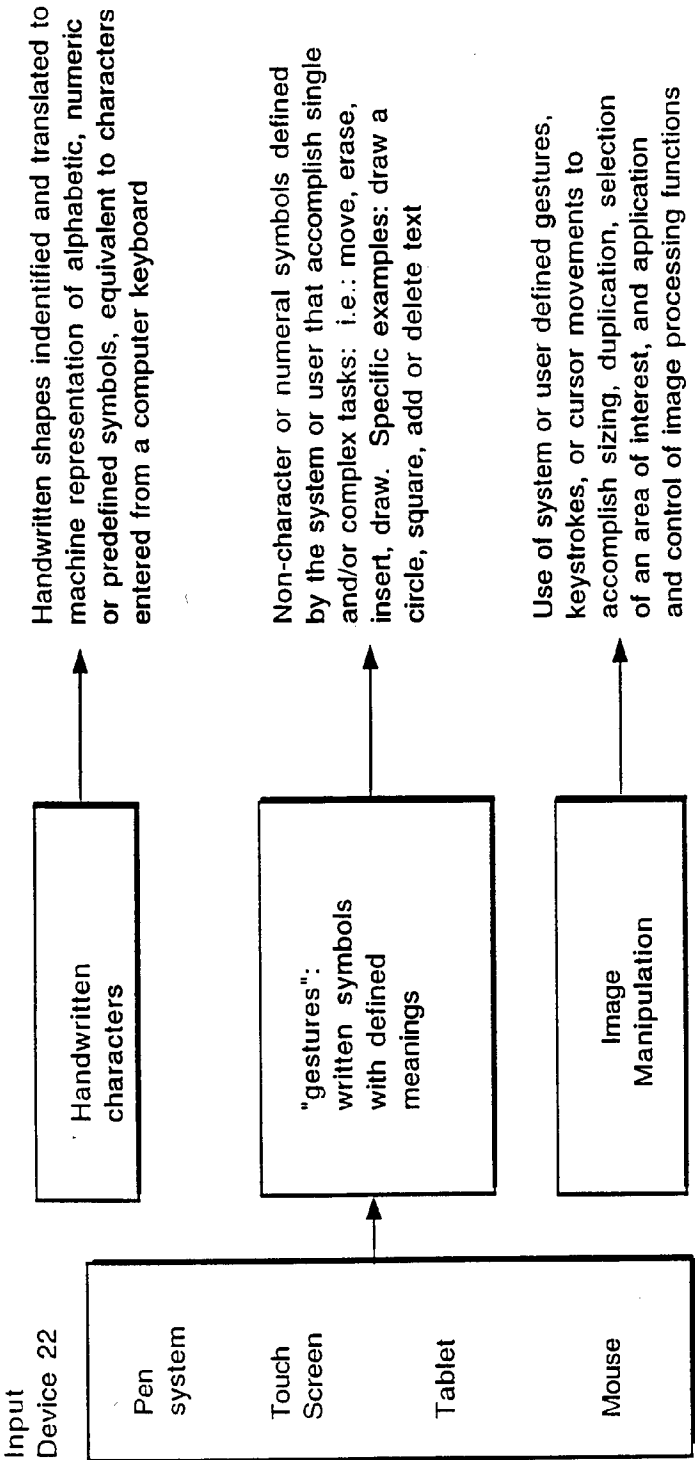 Input
Device 22
Pen
system
Touch
Screen
Tablet
Mouse
Handwritten
characters
"gestures":
written symbols
with defined
meanings
Image
Manipulation
Handwritten shapes indentified and translated to
machine representation of alphabetic, numeric
or predefined symbols, equivalent to characters
entered from a computer keyboard
Non-character or numeral symbols defined
by the system or user that accomplish single
and/or complex tasks: i.e.: move, erase,
insert, draw. Specific examples: draw a
circle, square, add or delete text
Use of system or user defined gestures,
keystrokes, or cursor movements to
accomplish sizing, duplication, selection
of an area of interest, and application
and control of image processing functions